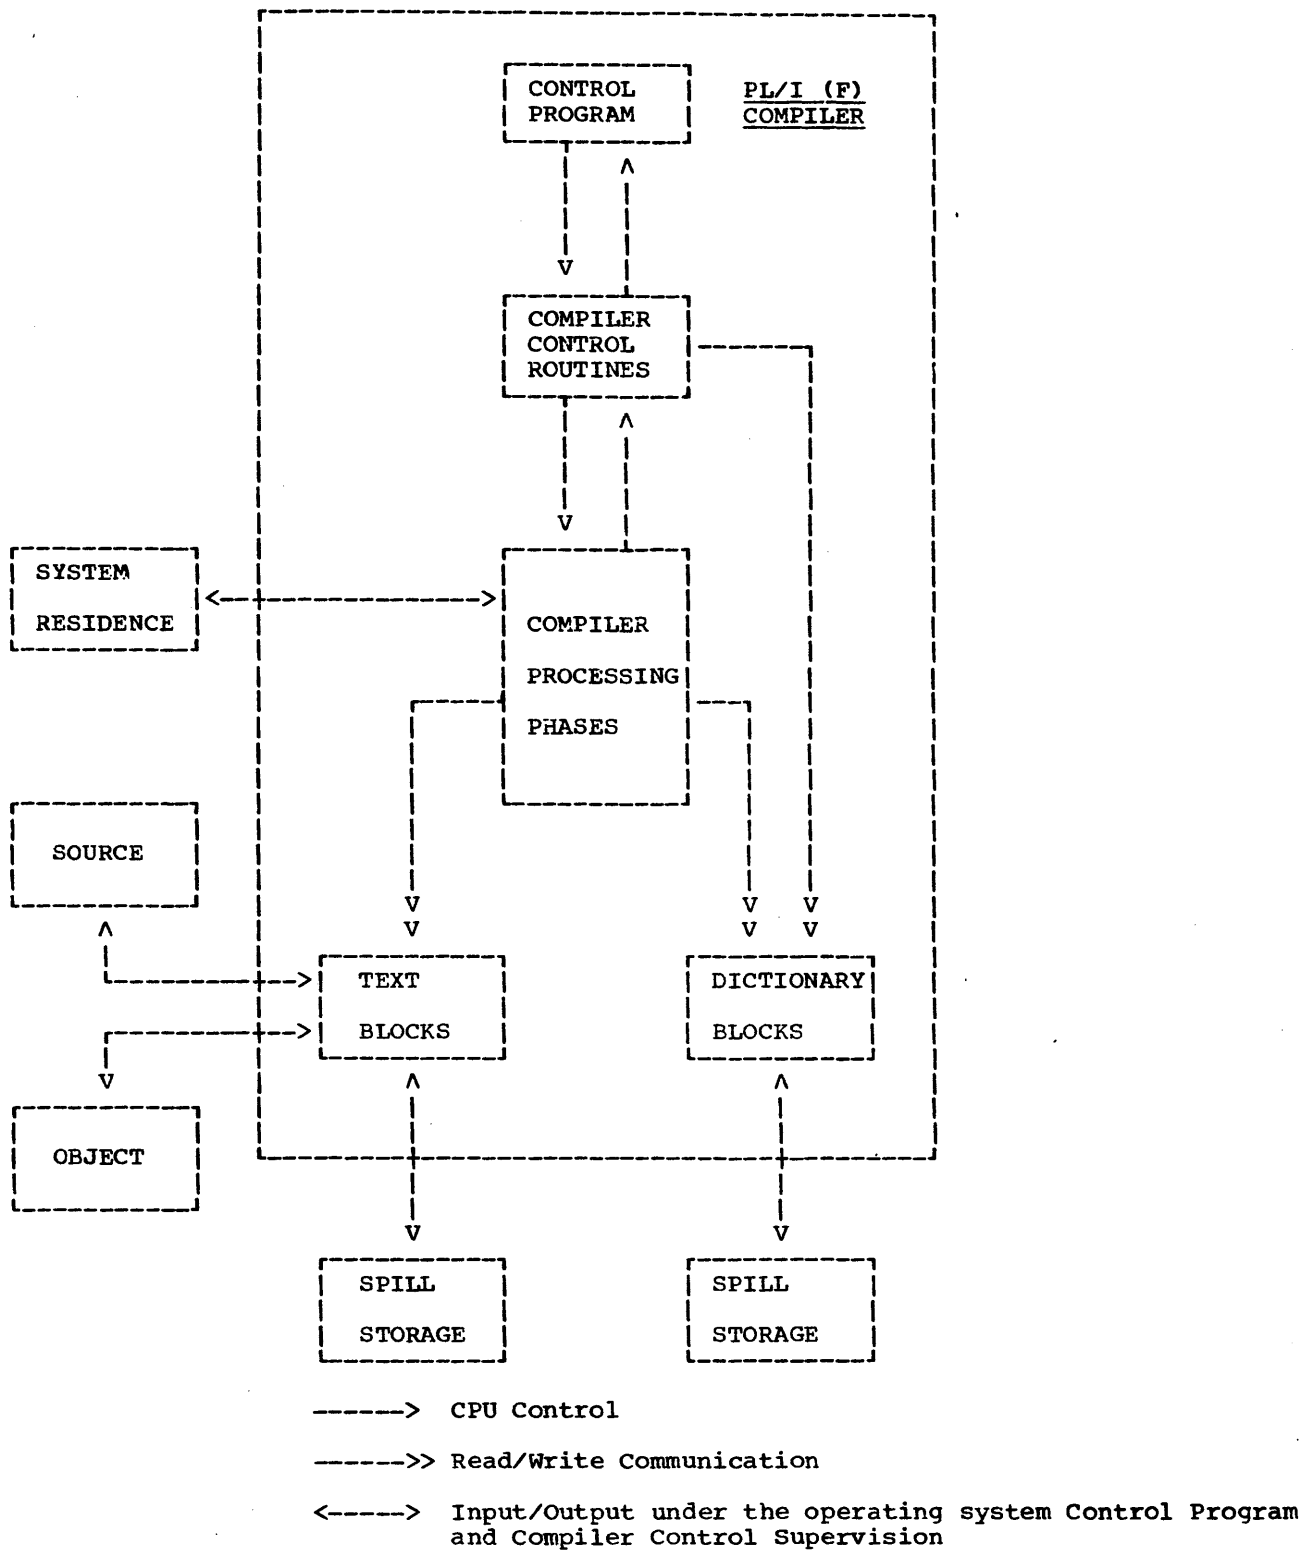 CONTROL
PROGRAM
PL/I (F)
COMPILER
COMPILER
CONTROL
ROUTINES
SYSTEM
RESIDENCE
COMPILER
PROCESSING
PHASES
SOURCE
TEXT
BLOCKS
DICTIONARY
BLOCKS
OBJECT
SPILL
STORAGE
SPILL
STORAGE
------> CPU Control
------>> Read/Write Communication
<-----> Input/Output under the operating system Control Program
and Compiler Control Supervision